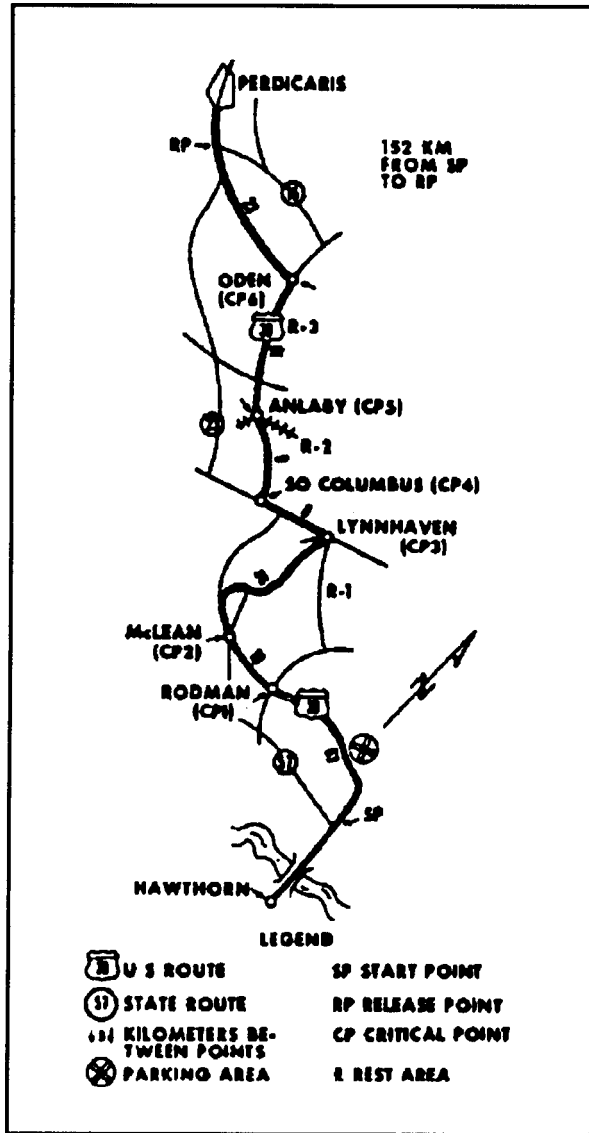 PERDICARIS
RP
152 KM
FROM SP
TO RP
ODEN
(CP6)
R-3
ANLABY (CP5)
R-2
SO COLUMBUS (CP4)
LYNNHAVEN
(CP3)
R-1
McLEAN
(CP2)
RODMAN
(CP1)
N
57
SP
HAWTHORN
LEGEND
U S ROUTE
SP START POINT
57 STATE ROUTE
RP RELEASE POINT
KILOMETERS BE-
TWEEN POINTS
CP CRITICAL POINT
PARKING AREA
R REST AREA